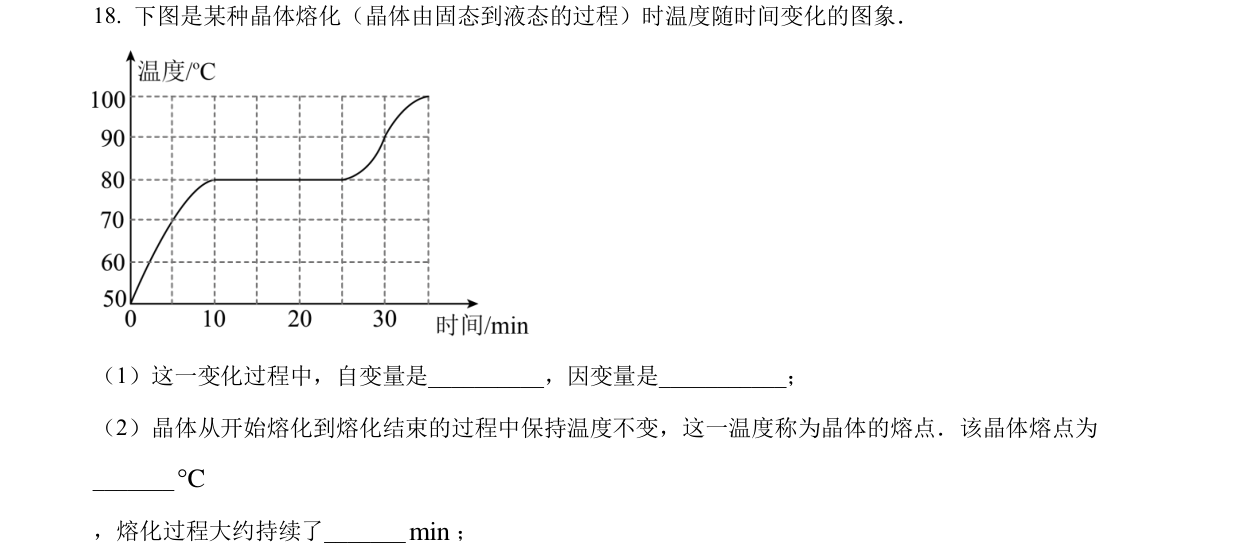 18. 下图是某种晶体熔化（晶体由固态到液态的过程）时温度随时间变化的图象．
温度/℃
100
90
80
70
60
50
0 10 20 30 时间/min
（1）这一变化过程中，自变量是__________，因变量是___________；
（2）晶体从开始熔化到熔化结束的过程中保持温度不变，这一温度称为晶体的熔点．该晶体熔点为
_______°C
，熔化过程大约持续了_______min；